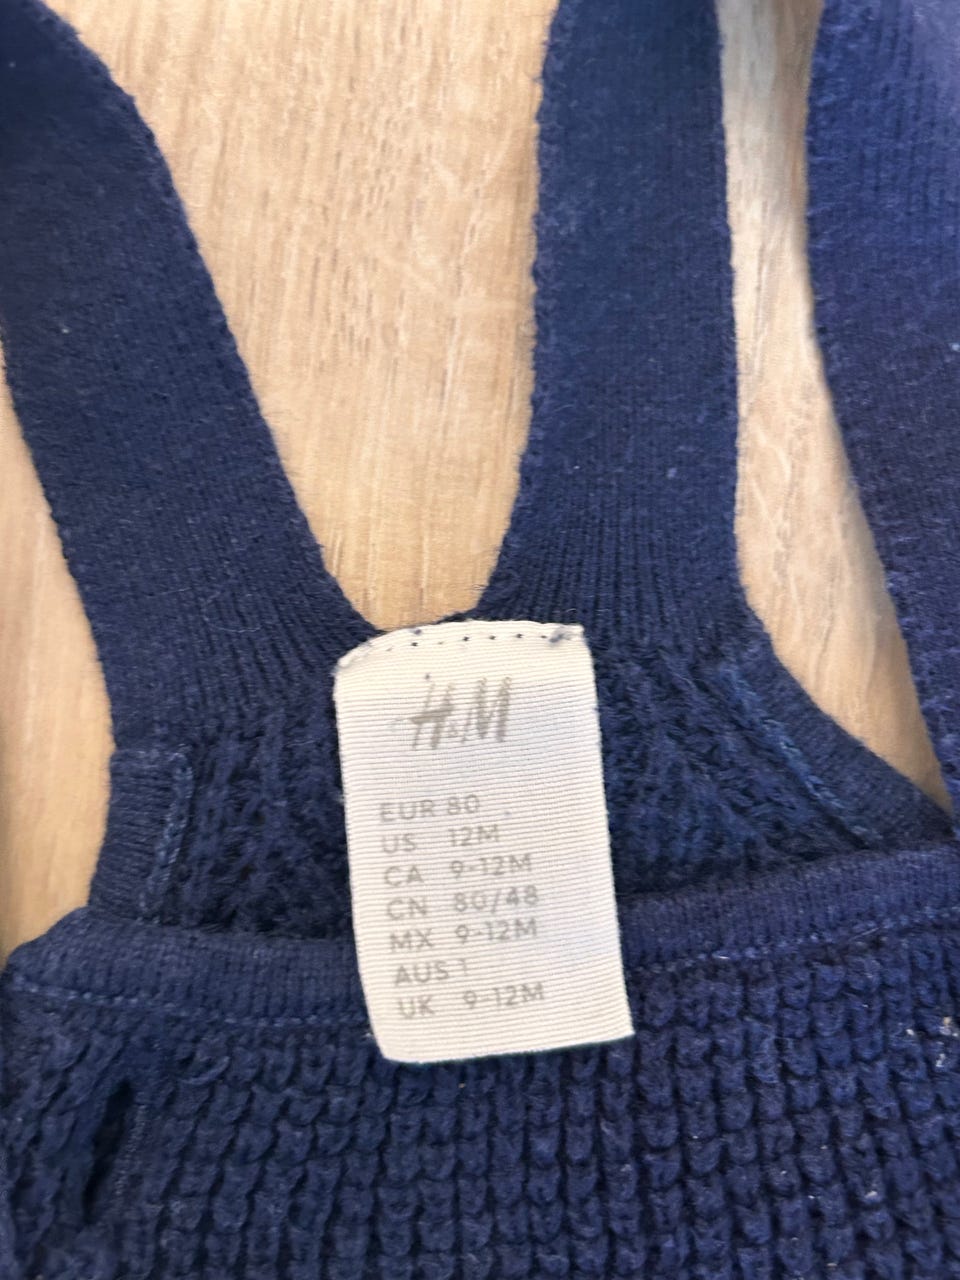 H&M
EUR 80
US 12M
CA 9-12M
CN 80/48
MX 9-12M
AUS 1
UK 9-12M